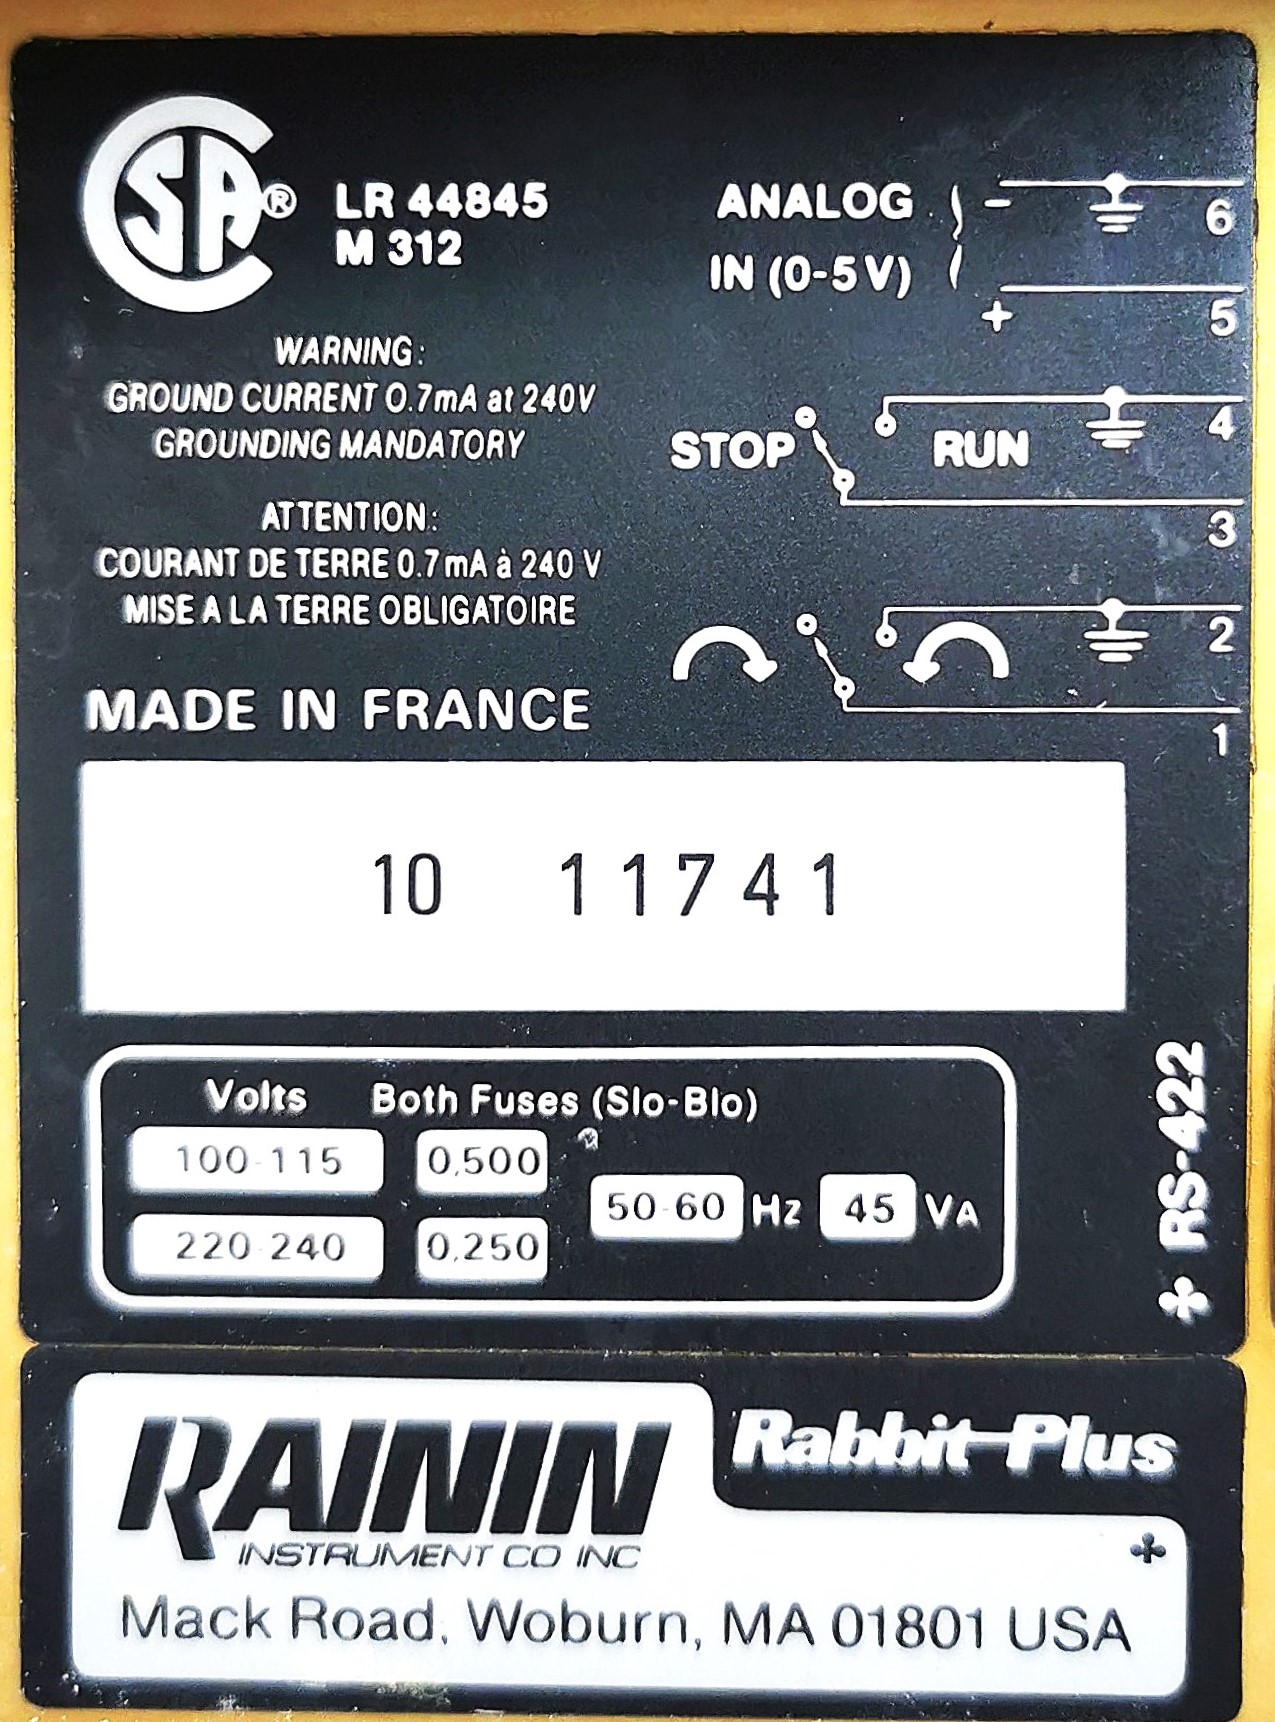 CSA® LR 44845
M 312
WARNING:
GROUND CURRENT 0.7mA at 240V
GROUNDING MANDATORY
ATTENTION:
COURANT DE TERRE 0.7mA à 240 V
MISE A LA TERRE OBLIGATOIRE
MADE IN FRANCE
ANALOG - 6
IN (0-5V)
+ 5
STOP RUN 4
3
2
1
10 11741
Volts Both Fuses (Slo-Blo)
100-115 0,500
50-60 Hz 45 VA
220-240 0,250
♣ RS-422
RAININ Rabbit-Plus
INSTRUMENT CO INC ♣
Mack Road, Woburn, MA 01801 USA